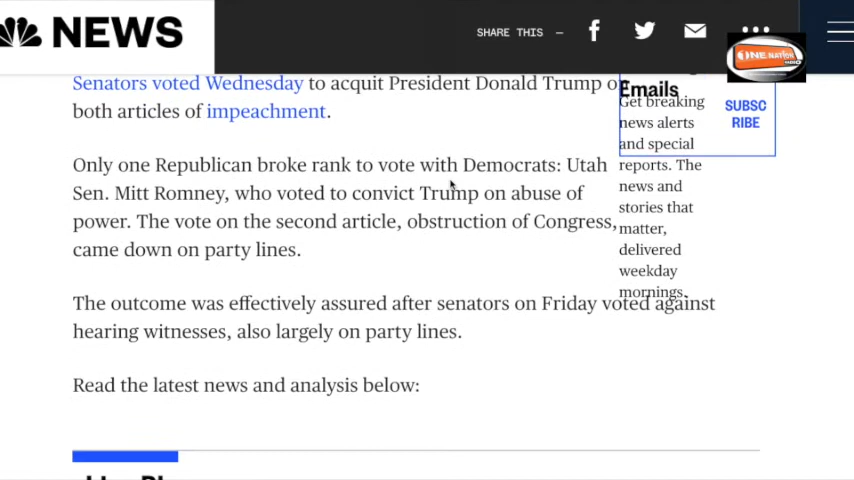 NEWS
SHARE THIS —
ONE NATION
Emails
Get breaking
news alerts
and special
reports. The
news and
stories that
matter,
delivered
weekday
mornings.
SUBSC
RIBE
Senators voted Wednesday to acquit President Donald Trump
both articles of impeachment.
Only one Republican broke rank to vote with Democrats: Utah
Sen. Mitt Romney, who voted to convict Trump on abuse of
power. The vote on the second article, obstruction of Congress,
came down on party lines.
The outcome was effectively assured after senators on Friday voted against
hearing witnesses, also largely on party lines.
Read the latest news and analysis below: